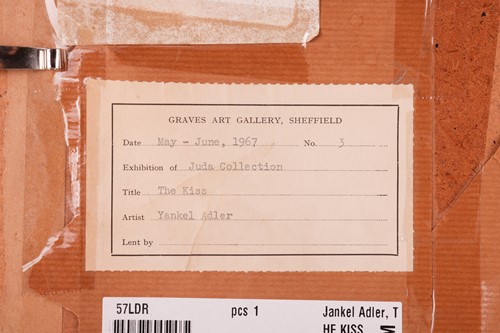 GRAVES ART GALLERY, SHEFFIELD
Date May - June, 1967 No. 3
Exhibition of Juda Collection
Title The Kiss
Artist Yankel Adler
Lent by
57LDR pcs 1 Jankel Adler, T
HE KISS
M